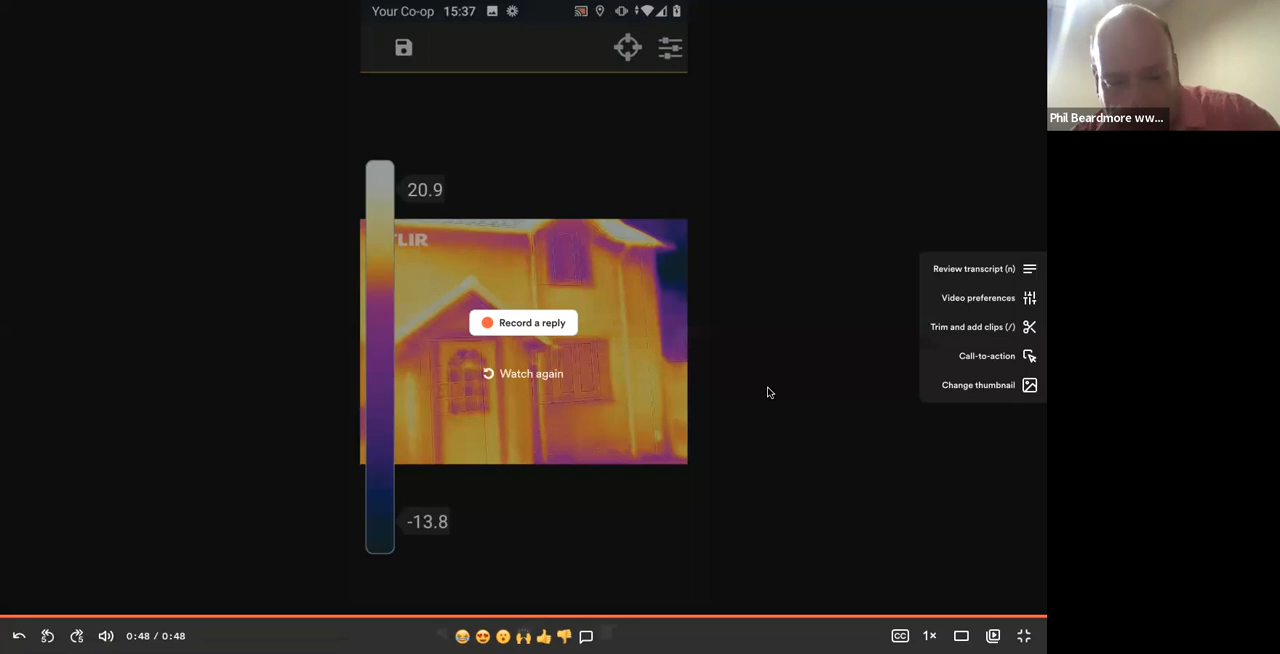 Your Co-op 15:37
Phil Beardmore ww...
20.9
FLIR
Review transcript (n)
Video preferences
Record a reply
Trim and add clips (/)
Call-to-action
Watch again
Change thumbnail
-13.8
0:48 / 0:48
CC
1×